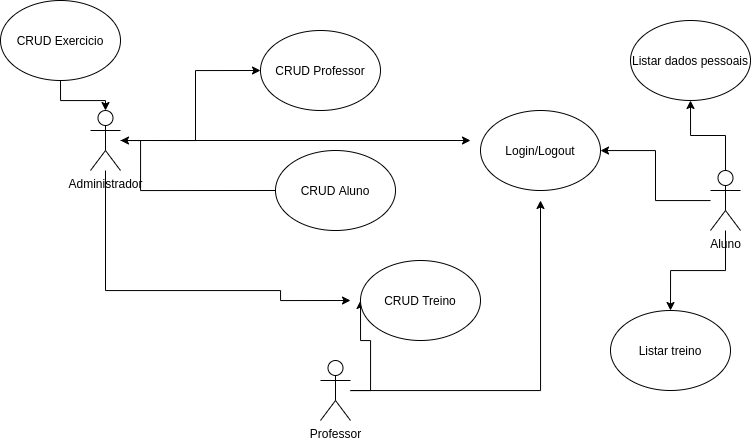 CRUD Exercicio
CRUD Professor
Listar dados pessoais
Login/Logout
Administrador
CRUD Aluno
Aluno
CRUD Treino
Listar treino
Professor